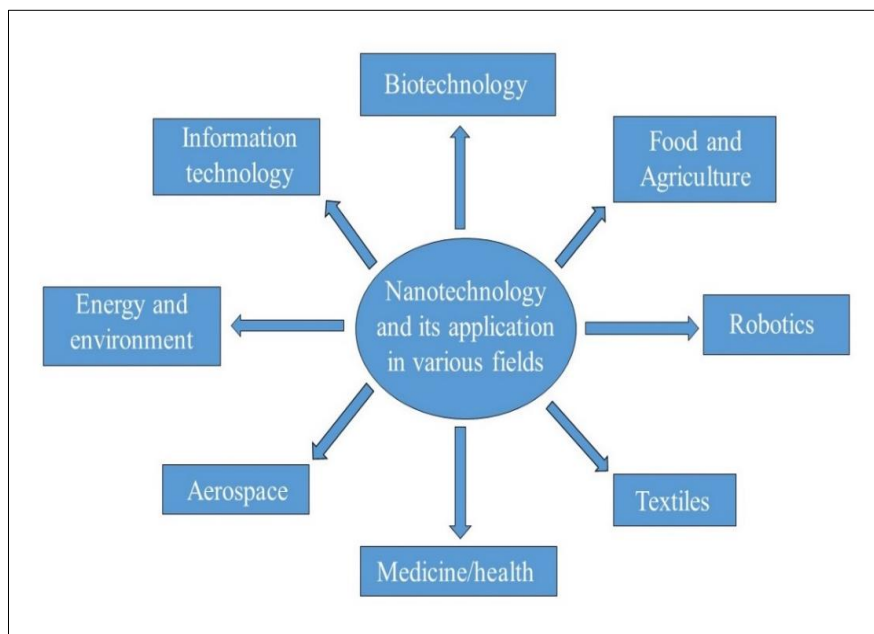 Biotechnology
Information
technology
Food and
Agriculture
Nanotechnology
and its application
in various fields
Energy and
environment
Robotics
Aerospace
Textiles
Medicine/health